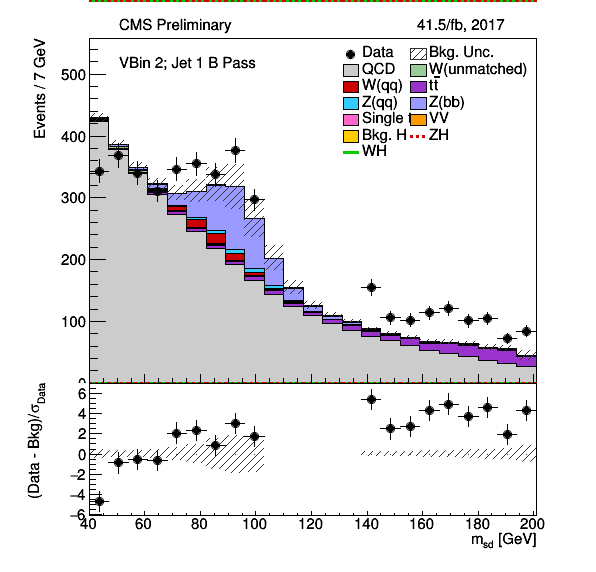 CMS Preliminary 41.5/fb, 2017
VBin 2; Jet 1 B Pass
Data Bkg. Unc.
QCD W(unmatched)
W(qq) tt̄
Z(qq) Z(bb)
Single VV
Bkg. H ZH
WH
Events / 7 GeV
500
400
300
200
100
0
(Data - Bkg)/σData
6
4
2
0
−2
−4
−6
40 60 80 100 120 140 160 180 200
msd [GeV]